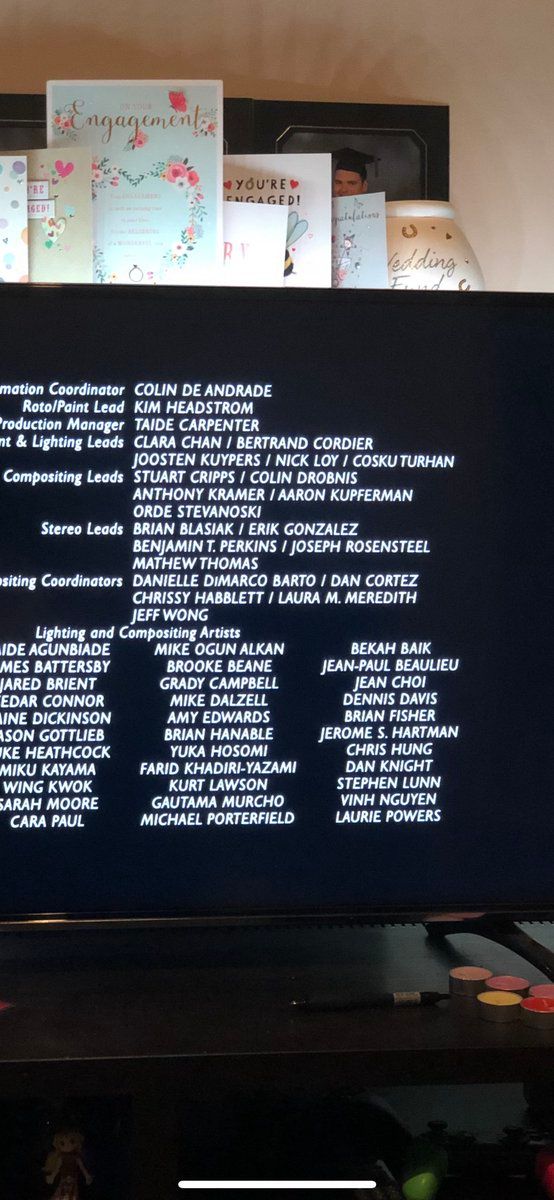 ON YOUR
Engagement
YOU'RE
ENGAGED!
Congratulations
Wedding
Fund
mation Coordinator COLIN DE ANDRADE
Roto/Paint Lead KIM HEADSTROM
Production Manager TAIDE CARPENTER
nt & Lighting Leads CLARA CHAN / BERTRAND CORDIER
JOOSTEN KUYPERS / NICK LOY / COSKU TURHAN
Compositing Leads STUART CRIPPS / COLIN DROBNIS
ANTHONY KRAMER / AARON KUPFERMAN
ORDE STEVANOSKI
Stereo Leads BRIAN BLASIAK / ERIK GONZALEZ
BENJAMIN T. PERKINS / JOSEPH ROSENSTEEL
MATHEW THOMAS
ositing Coordinators DANIELLE DiMARCO BARTO / DAN CORTEZ
CHRISSY HABBLETT / LAURA M. MEREDITH
JEFF WONG
Lighting and Compositing Artists
IDE AGUNBIADE MIKE OGUN ALKAN BEKAH BAIK
MES BATTERSBY BROOKE BEANE JEAN-PAUL BEAULIEU
JARED BRIENT GRADY CAMPBELL JEAN CHOI
EDAR CONNOR MIKE DALZELL DENNIS DAVIS
INE DICKINSON AMY EDWARDS BRIAN FISHER
ASON GOTTLIEB BRIAN HANABLE JEROME S. HARTMAN
KE HEATHCOCK YUKA HOSOMI CHRIS HUNG
MIKU KAYAMA FARID KHADIRI-YAZAMI DAN KNIGHT
WING KWOK KURT LAWSON STEPHEN LUNN
SARAH MOORE GAUTAMA MURCHO VINH NGUYEN
CARA PAUL MICHAEL PORTERFIELD LAURIE POWERS